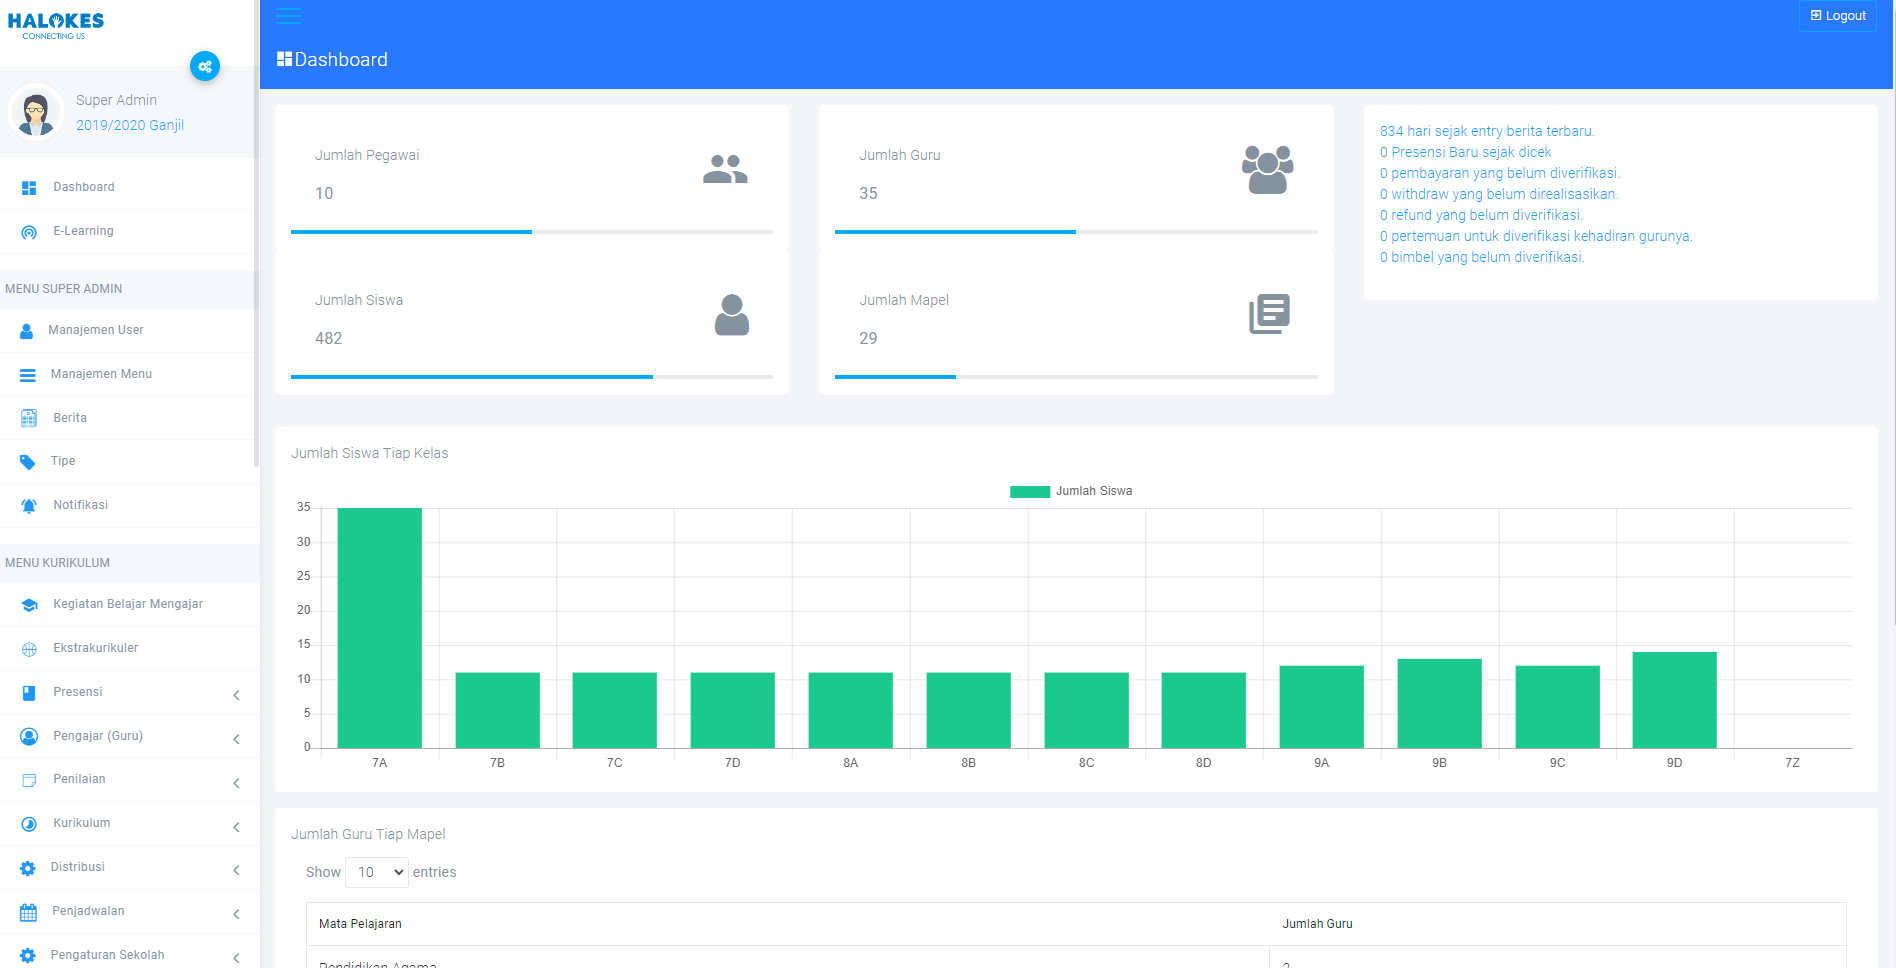 HALOKES
CONNECTING US
Super Admin
2019/2020 Ganjil
Dashboard
E-Learning
MENU SUPER ADMIN
Manajemen User
Manajemen Menu
Berita
Tipe
Notifikasi
MENU KURIKULUM
Kegiatan Belajar Mengajar
Ekstrakurikuler
Presensi
Pengajar (Guru)
Penilaian
Kurikulum
Distribusi
Penjadwalan
Pengaturan Sekolah
Logout
Dashboard
Jumlah Pegawai
10
Jumlah Guru
35
Jumlah Siswa
482
Jumlah Mapel
29
834 hari sejak entry berita terbaru.
0 Presensi Baru sejak dicek
0 pembayaran yang belum diverifikasi.
0 withdraw yang belum direalisasikan.
0 refund yang belum diverifikasi.
0 pertemuan untuk diverifikasi kehadiran gurunya.
0 bimbel yang belum diverifikasi.
Jumlah Siswa Tiap Kelas
Jumlah Siswa
35
30
25
20
15
10
5
0
7A 7B 7C 7D 8A 8B 8C 8D 9A 9B 9C 9D 7Z
Jumlah Guru Tiap Mapel
Show 10 entries
Mata Pelajaran Jumlah Guru
Pendidikan Agama 2